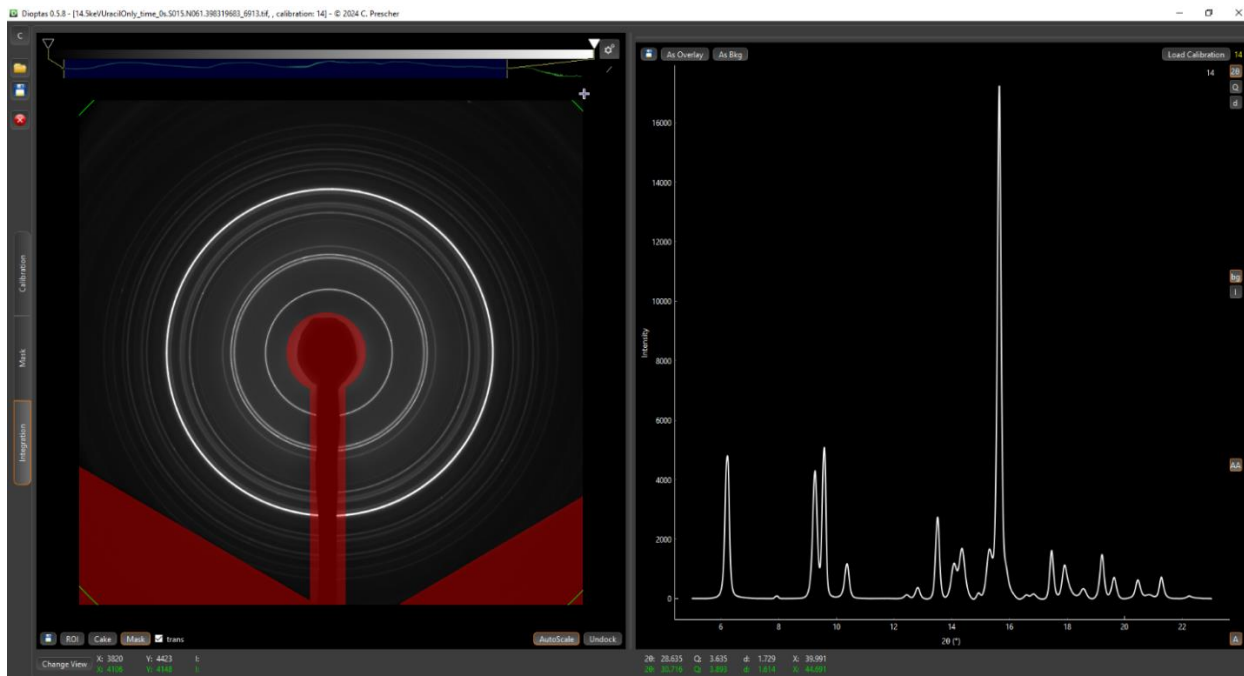 Dioptas 0.5.8 - [14.5keVUracilOnly_time_0s.S015.N061.398319683_6913.tif, , calibration: 14] - © 2024 C. Prescher
C
Calibration
Mask
Integration
ROI Cake Mask trans AutoScale Undock
Change View
X: 3820 Y: 4423 I:
X: 4106 Y: 4148 I:
As Overlay As Bkg Load Calibration 14
14
2θ
Q
d
bg
I
AA
A
Intensity
16000
14000
12000
10000
8000
6000
4000
2000
0
6 8 10 12 14 16 18 20 22
2θ (°)
2θ: 28.635 Q: 3.635 d: 1.729 X: 39.991
2θ: 30.716 Q: 3.893 d: 1.614 X: 44.691